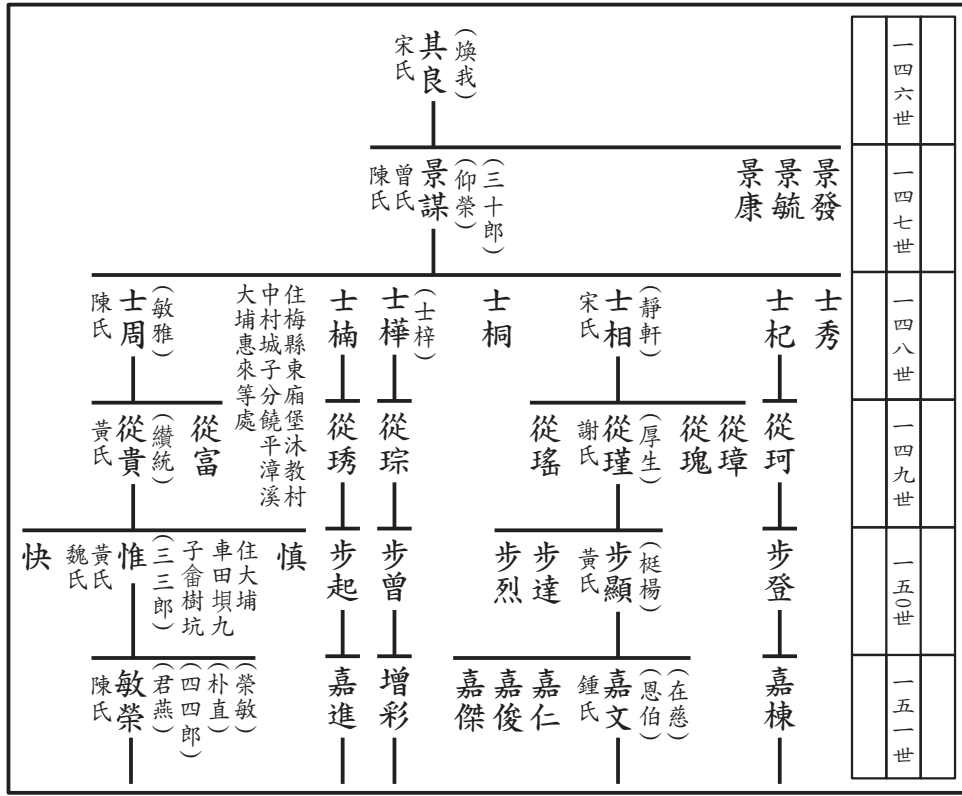 一四六世
一四七世
一四八世
一四九世
一五〇世
一五一世
(煥我)
其良
宋氏
景發
景毓
景康
(三十郎)
(仰榮)
景謀
曾氏
陳氏
士秀
士杞
(靜軒)
士相
宋氏
士桐
(士梓)
士樺
士楠
住梅縣東廂堡沐教村
中村城子分饒平漳溪
大埔惠來等處
(敏雅)
士周
陳氏
從珂
從璋
從瑰
(厚生)
從瑾
謝氏
從瑤
從琮
從琇
從富
(纘統)
從貴
黃氏
步登
(梃楊)
步顯
黃氏
步達
步烈
步曾
步起
慎
住大埔
車田垻九
子畲樹坑
(三三郎)
惟
黃氏
魏氏
快
嘉棟
(在慈)
(恩伯)
嘉文
鍾氏
嘉仁
嘉俊
嘉傑
增彩
嘉進
(榮敏)
(朴直)
(四四郎)
(君燕)
敏榮
陳氏